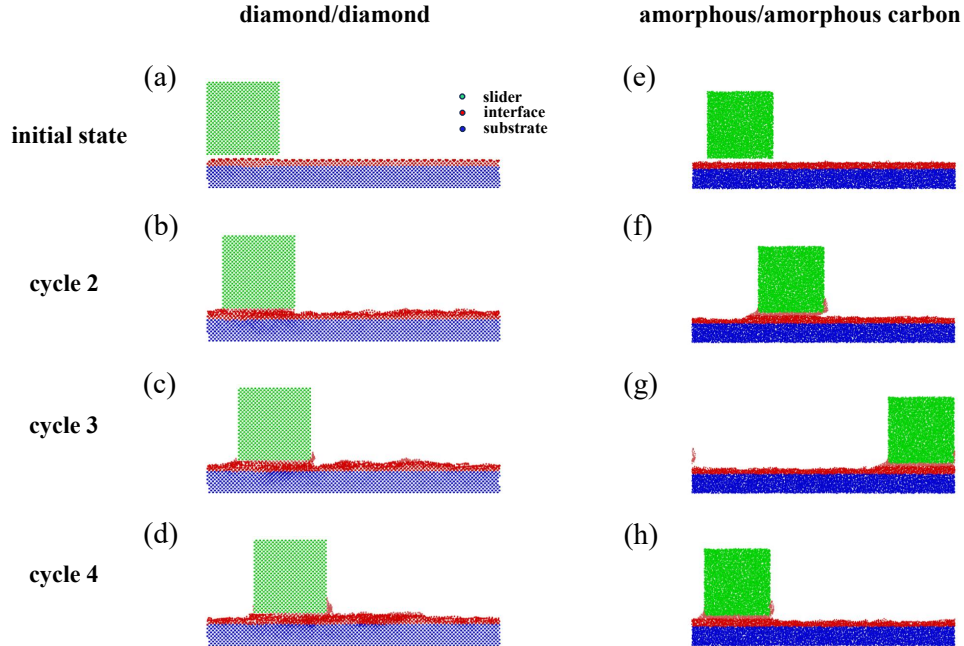 diamond/diamond
amorphous/amorphous carbon
(a)
(e)
slider
interface
substrate
initial state
(b)
(f)
cycle 2
(c)
(g)
cycle 3
(d)
(h)
cycle 4